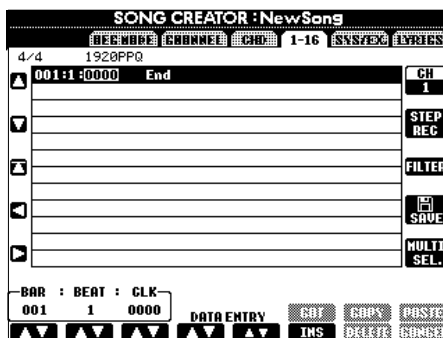 SONG CREATOR : NewSong
REC MODE CHANNEL CHD 1-16 SYS/EX. LYRICS
4/4 1920PPQ
001:1:0000 End
CH
1
STEP
REC
FILTER
SAVE
MULTI
SEL.
BAR : BEAT : CLK
001 1 0000
DATA ENTRY
CUT COPY PASTE
INS DELETE CANCEL